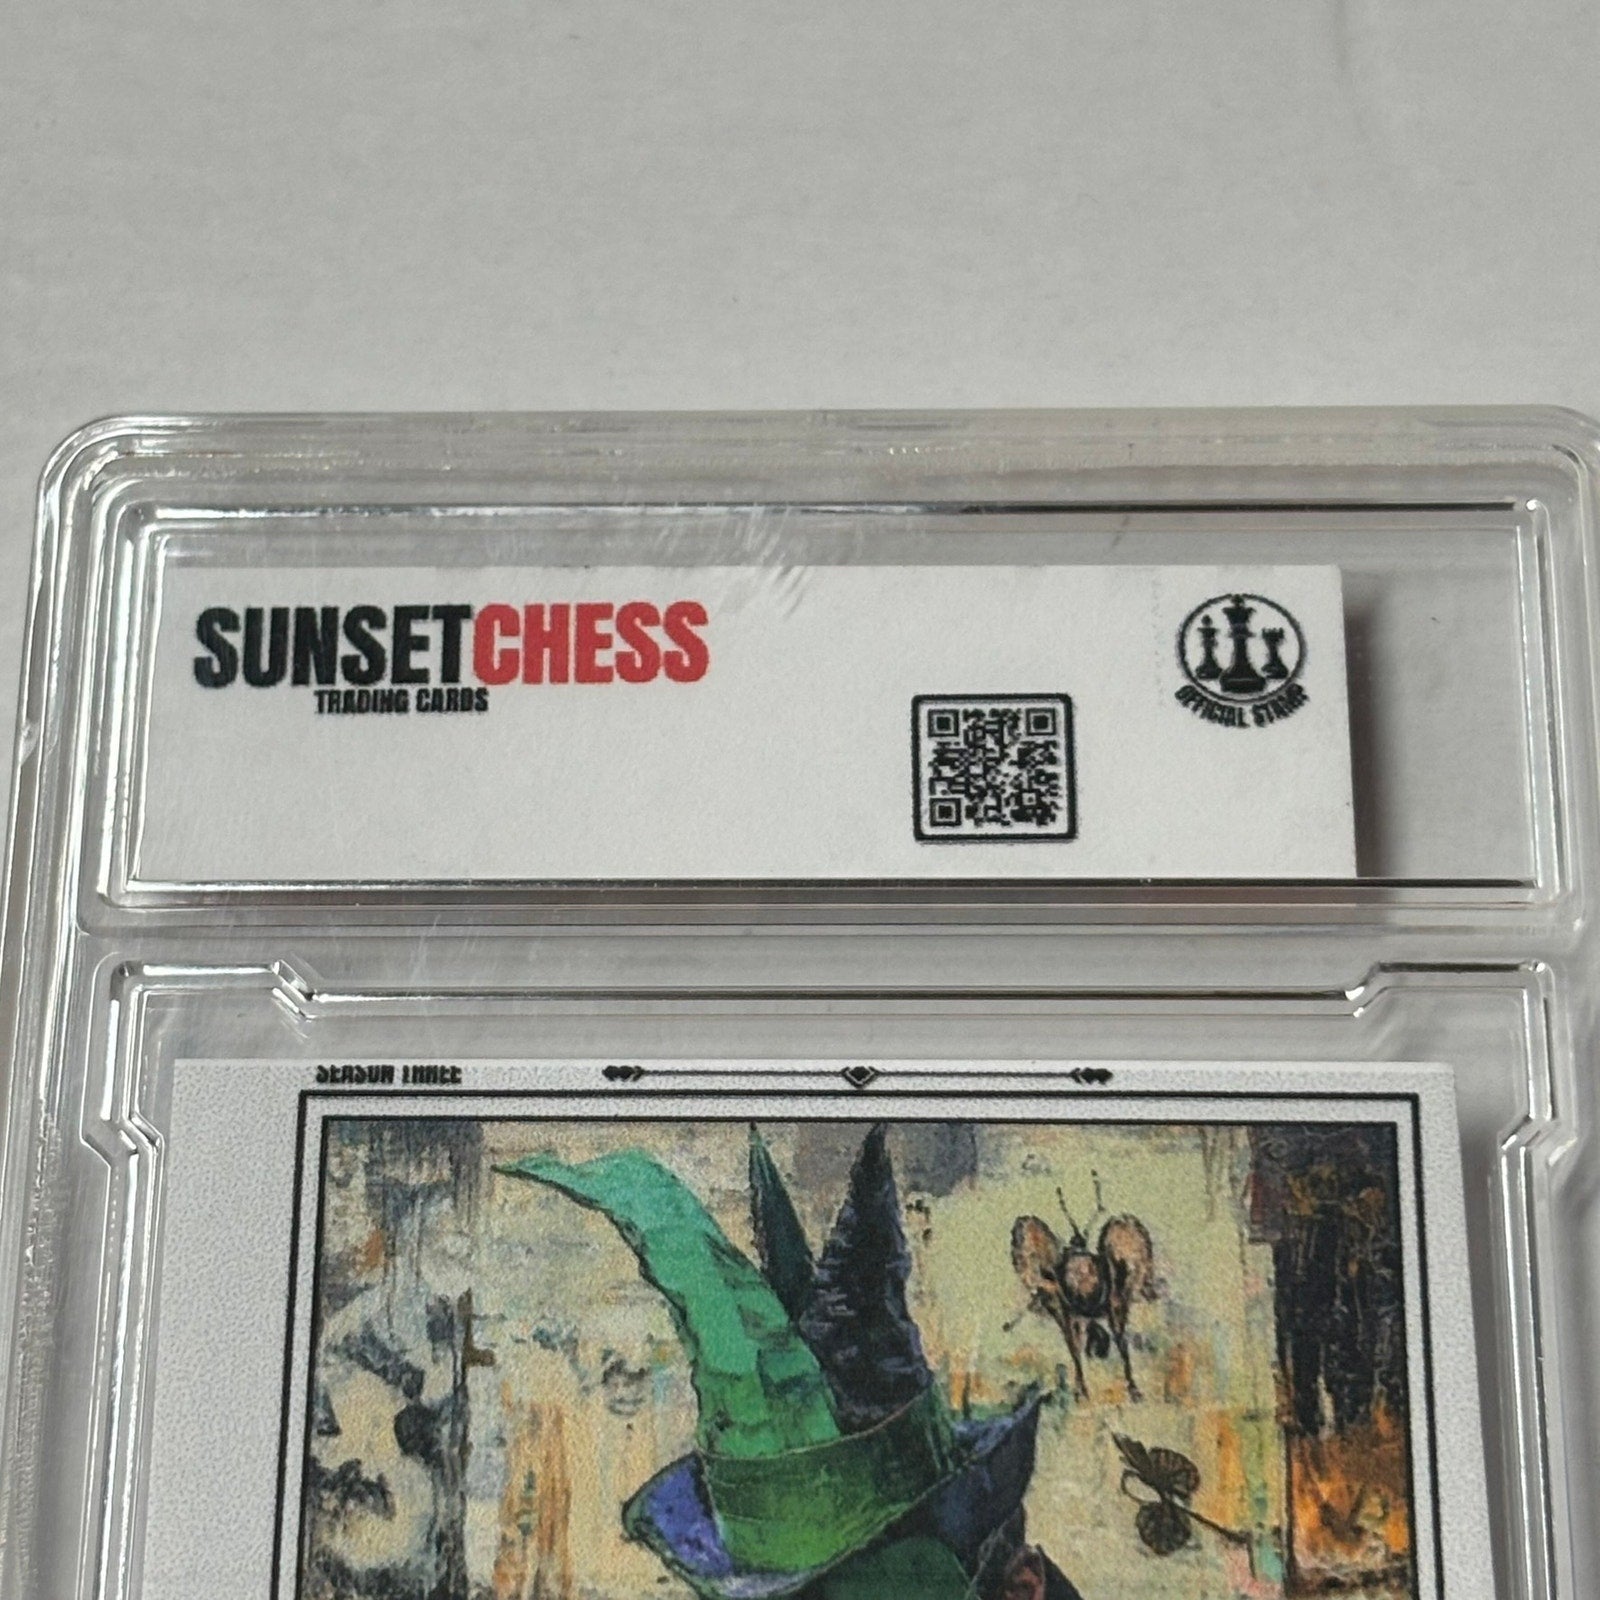 SUNSETCHESS
TRADING CARDS
OFFICIAL STAMP
SEASON THREE